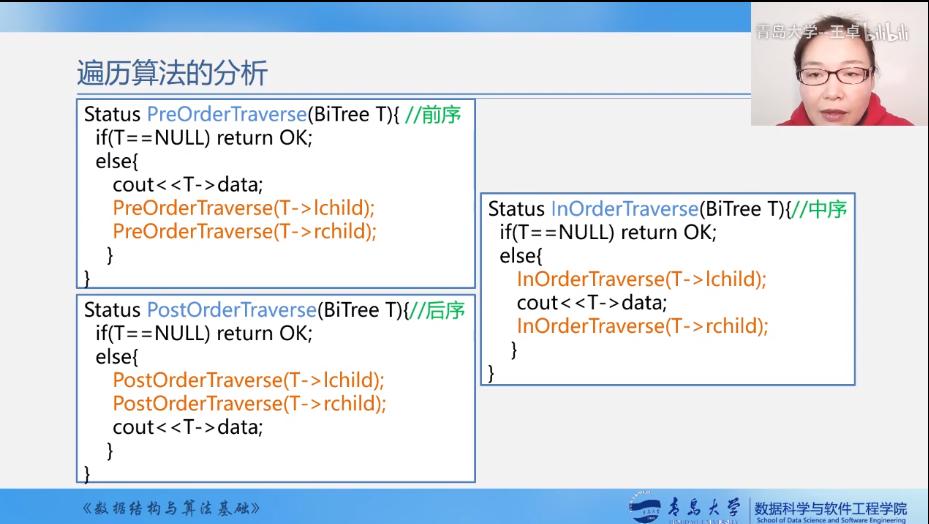 青岛大学-王卓 bilibili
遍历算法的分析
Status PreOrderTraverse(BiTree T){ //前序
if(T==NULL) return OK;
else{
cout<<T->data;
PreOrderTraverse(T->lchild);
PreOrderTraverse(T->rchild);
}
}
Status PostOrderTraverse(BiTree T){//后序
if(T==NULL) return OK;
else{
PostOrderTraverse(T->lchild);
PostOrderTraverse(T->rchild);
cout<<T->data;
}
}
Status InOrderTraverse(BiTree T){//中序
if(T==NULL) return OK;
else{
InOrderTraverse(T->lchild);
cout<<T->data;
InOrderTraverse(T->rchild);
}
}
《数据结构与算法基础》
青岛大学
数据科学与软件工程学院
School of Data Science and Software Engineering